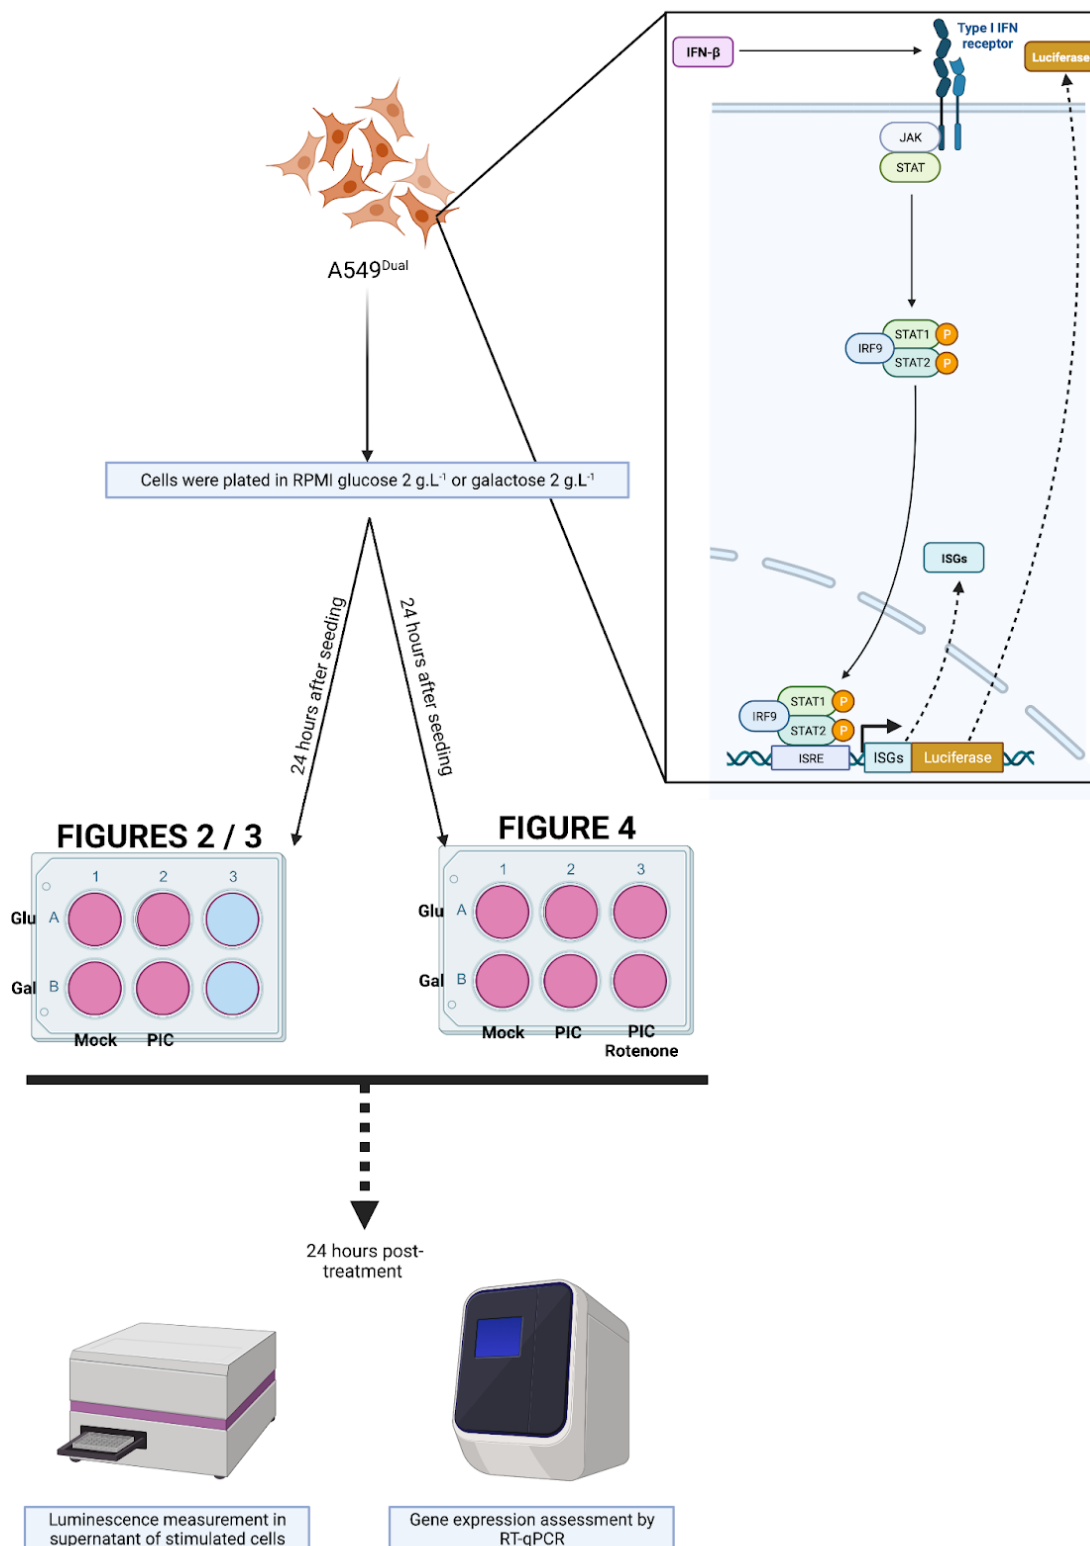 IFN-β
Type I IFN
receptor
Luciferase
JAK
STAT
STAT1
P
IRF9
STAT2
P
ISGs
STAT1
P
IRF9
STAT2
P
ISRE
ISGs
Luciferase
A549Dual
Cells were plated in RPMI glucose 2 g.L-1 or galactose 2 g.L-1
24 hours after seeding
24 hours after seeding
FIGURES 2 / 3
1 2 3
Glu A
Gal B
Mock PIC
FIGURE 4
1 2 3
Glu A
Gal B
Mock PIC PIC
Rotenone
24 hours post-
treatment
Luminescence measurement in
supernatant of stimulated cells
Gene expression assessment by
RT-qPCR